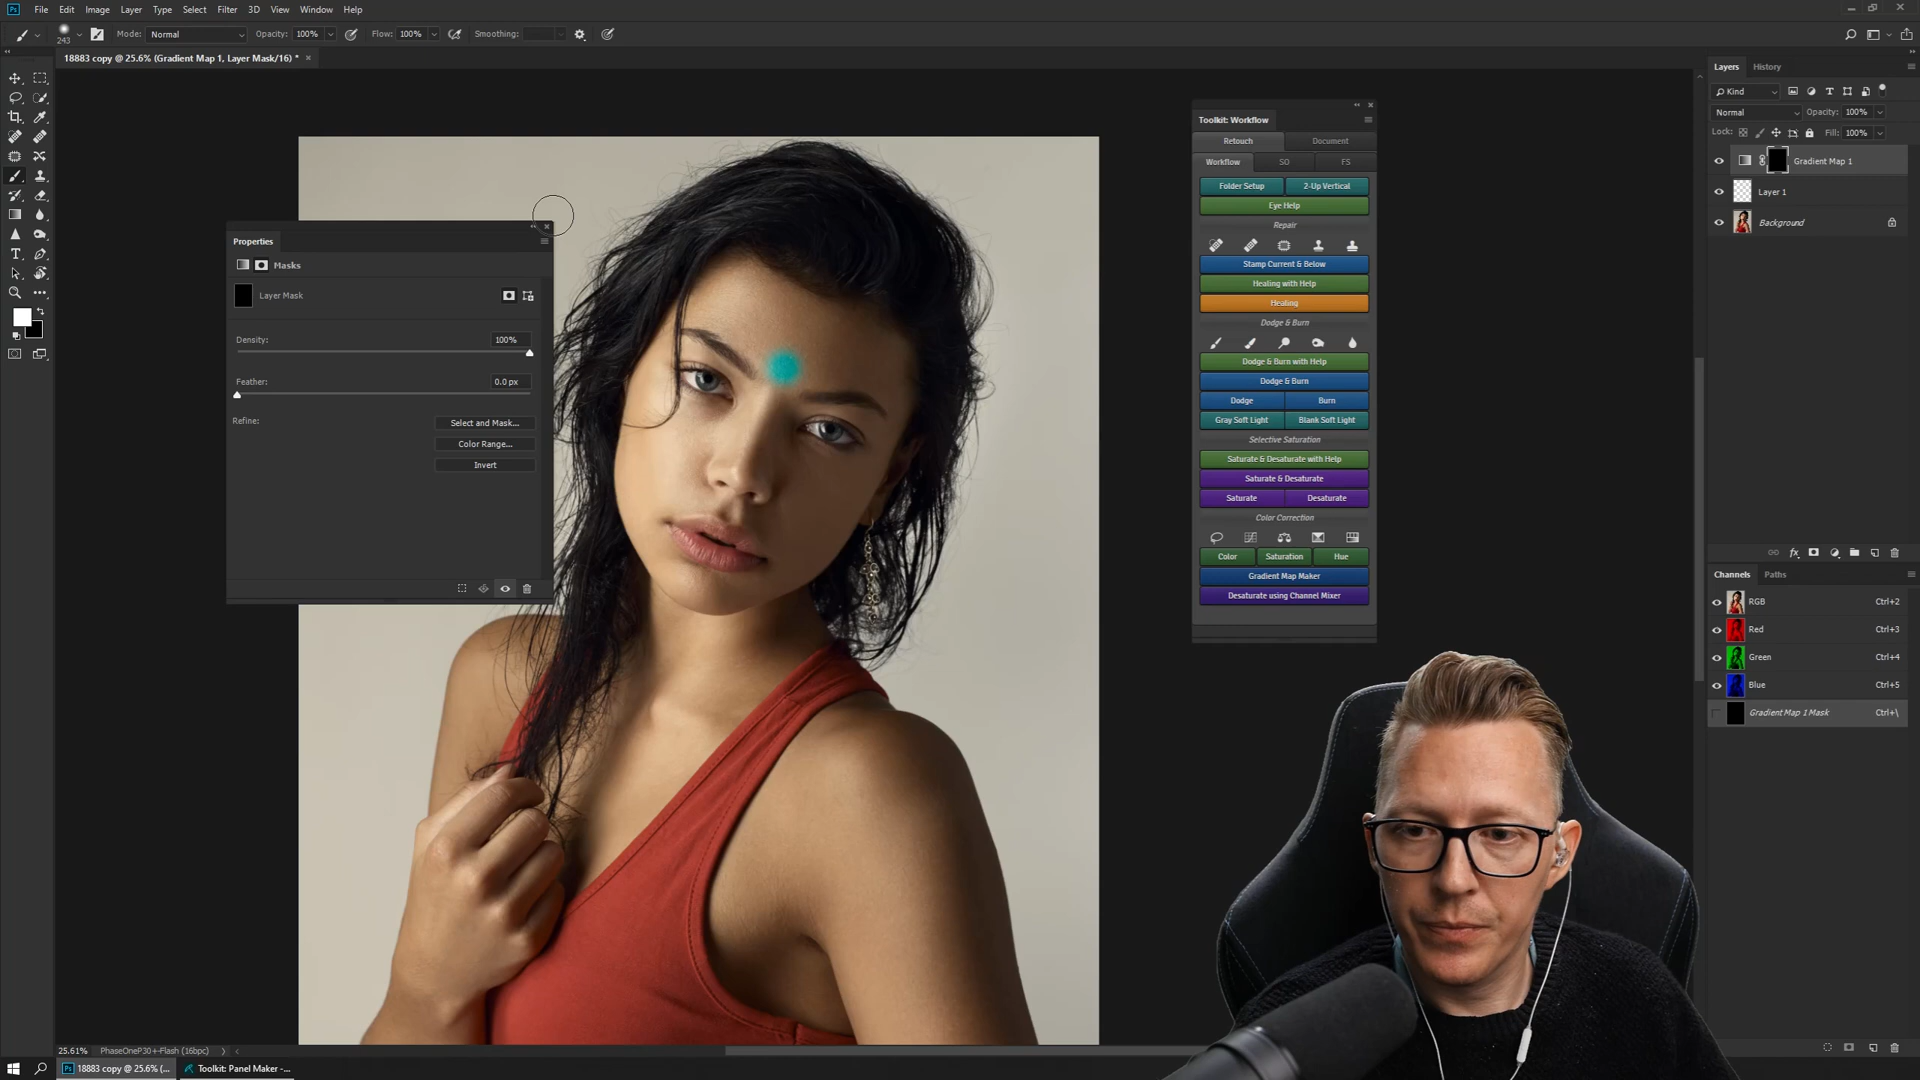 Ps File Edit Image Layer Type Select Filter 3D View Window Help
243 Mode: Normal Opacity: 100% Flow: 100% Smoothing:
18883 copy @ 25.6% (Gradient Map 1, Layer Mask/16) * ×
Properties
Masks
Layer Mask
Density: 100%
Feather: 0.0 px
Refine: Select and Mask...
Color Range...
Invert
Toolkit: Workflow
Retouch Document
Workflow SO FS
Folder Setup 2-Up Vertical
Eye Help
Repair
Stamp Current & Below
Healing with Help
Healing
Dodge & Burn
Dodge & Burn with Help
Dodge & Burn
Dodge Burn
Gray Soft Light Blank Soft Light
Selective Saturation
Saturate & Desaturate with Help
Saturate & Desaturate
Saturate Desaturate
Color Correction
Color Saturation Hue
Gradient Map Maker
Desaturate using Channel Mixer
Layers History
Kind
Normal Opacity: 100%
Lock: Fill: 100%
Gradient Map 1
Layer 1
Background
fx
Channels Paths
RGB Ctrl+2
Red Ctrl+3
Green Ctrl+4
Blue Ctrl+5
Gradient Map 1 Mask Ctrl+\
25.61% PhaseOneP30+-Flash (16bpc)
Ps 18883 copy @ 25.6% (... Toolkit: Panel Maker -...